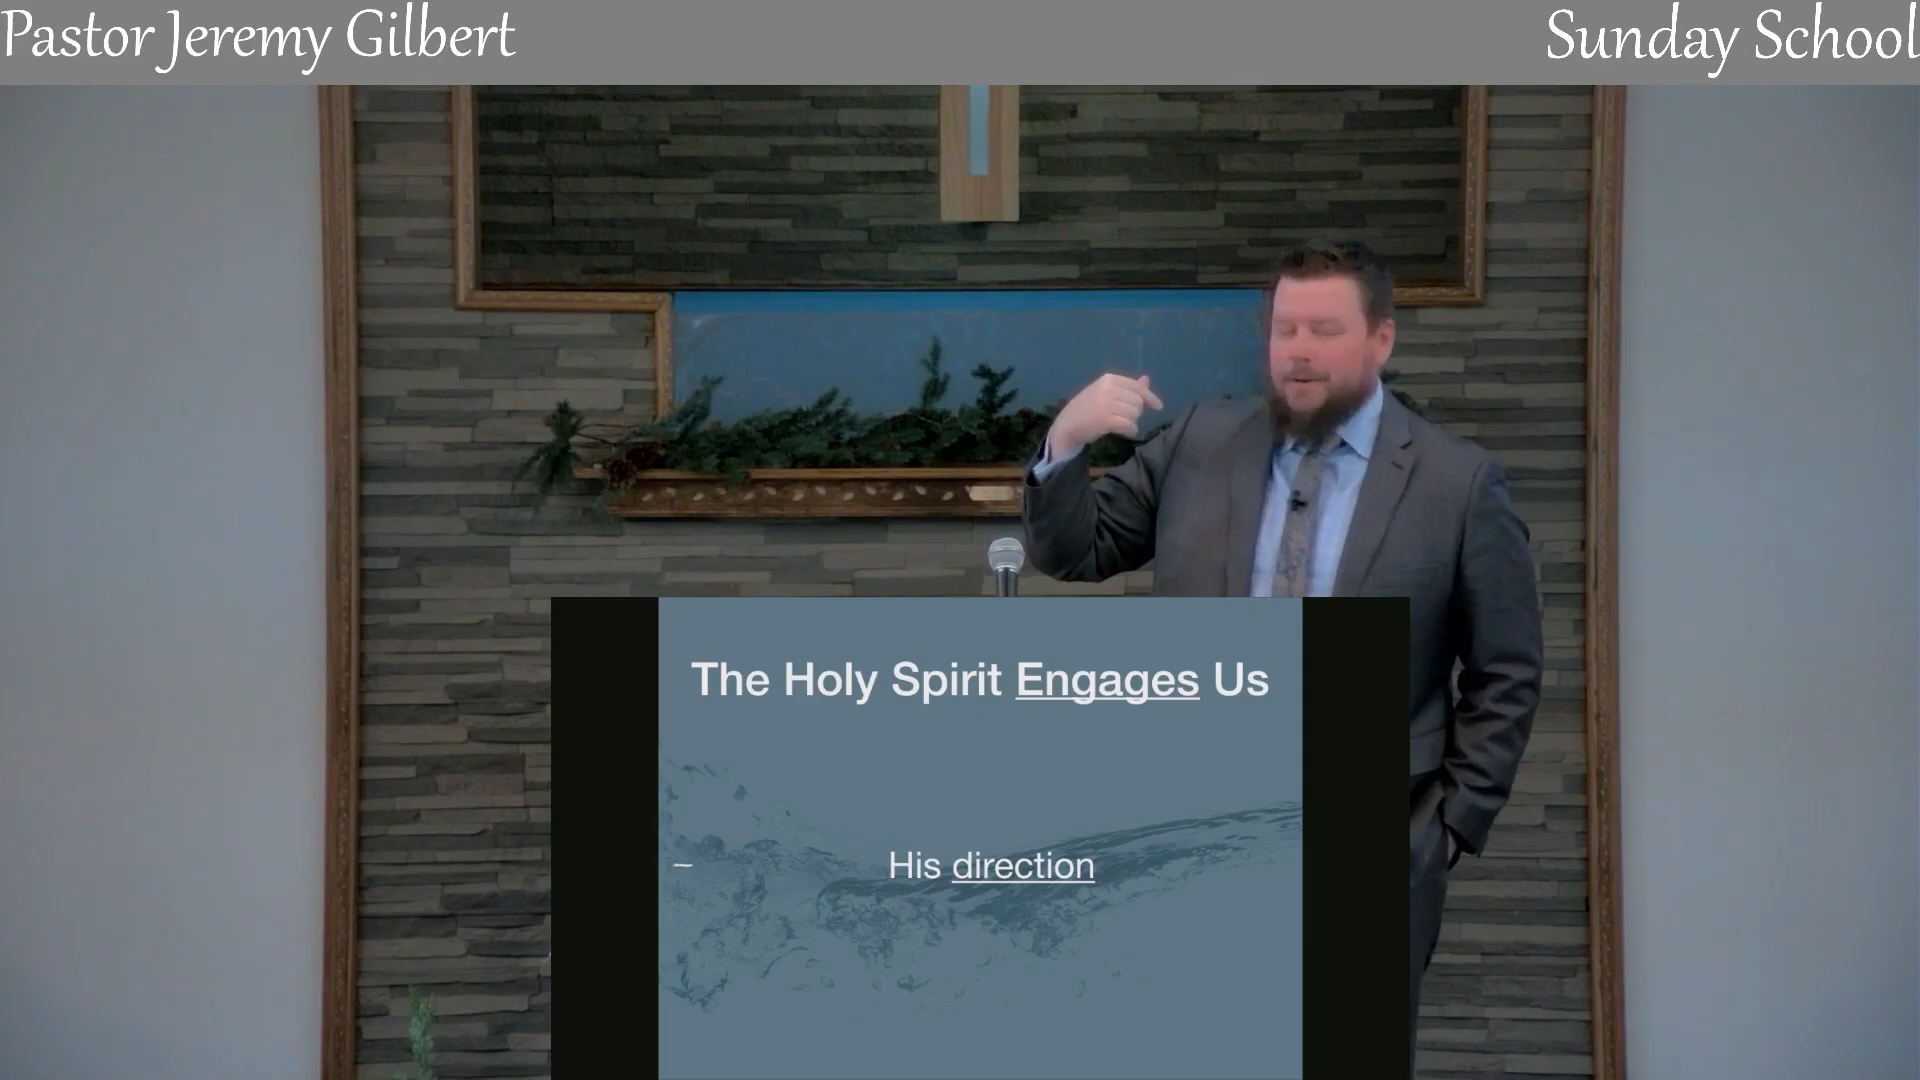 Pastor Jeremy Gilbert
Sunday School
The Holy Spirit Engages Us
– His direction